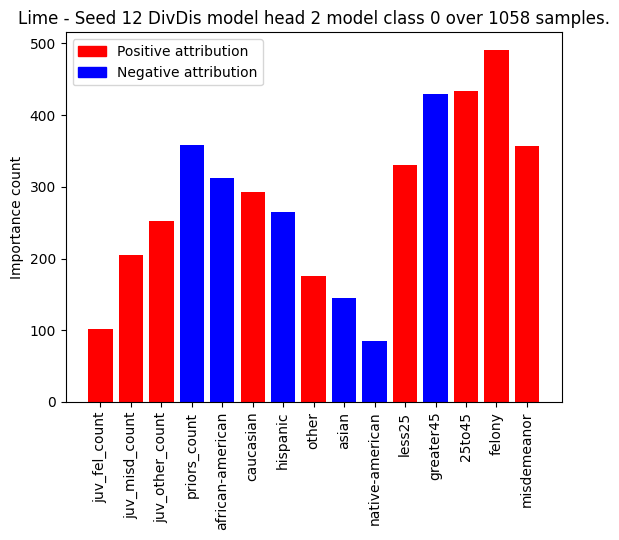 Lime - Seed 12 DivDis model head 2 model class 0 over 1058 samples.
Positive attribution
Negative attribution
Importance count
500
400
300
200
100
0
juv_fel_count
juv_misd_count
juv_other_count
priors_count
african-american
caucasian
hispanic
other
asian
native-american
less25
greater45
25to45
felony
misdemeanor